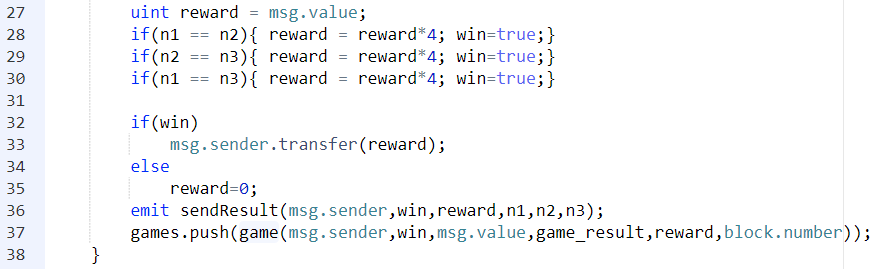 27 uint reward = msg.value;
28 if(n1 == n2){ reward = reward*4; win=true;}
29 if(n2 == n3){ reward = reward*4; win=true;}
30 if(n1 == n3){ reward = reward*4; win=true;}
31
32 if(win)
33 msg.sender.transfer(reward);
34 else
35 reward=0;
36 emit sendResult(msg.sender,win,reward,n1,n2,n3);
37 games.push(game(msg.sender,win,msg.value,game_result,reward,block.number));
38 }